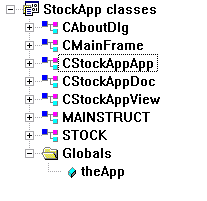 StockApp classes
CAboutDlg
CMainFrame
CStockAppApp
CStockAppDoc
CStockAppView
MAINSTRUCT
STOCK
Globals
theApp